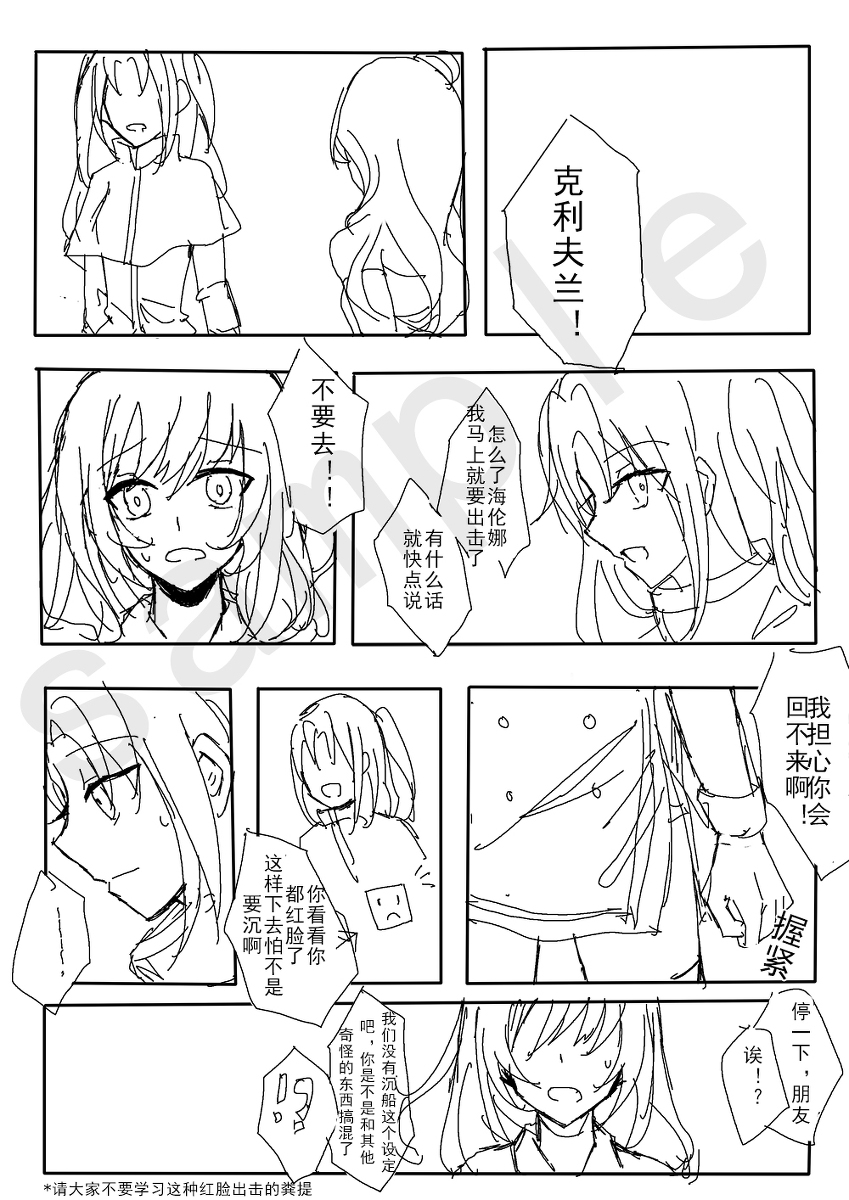 克利夫兰！
怎么了海伦娜
我马上就要出击了
有什么话
就快点说
不要去！！
我担心你会
回不来啊！
握紧
你看看你
都红脸了
这样下去怕不是
要沉啊
停一下，朋友
诶！？
我们没有沉船这个设定
吧，你是不是和其他
奇怪的东西搞混了
！？
*请大家不要学习这种红脸出击的粪提
sample